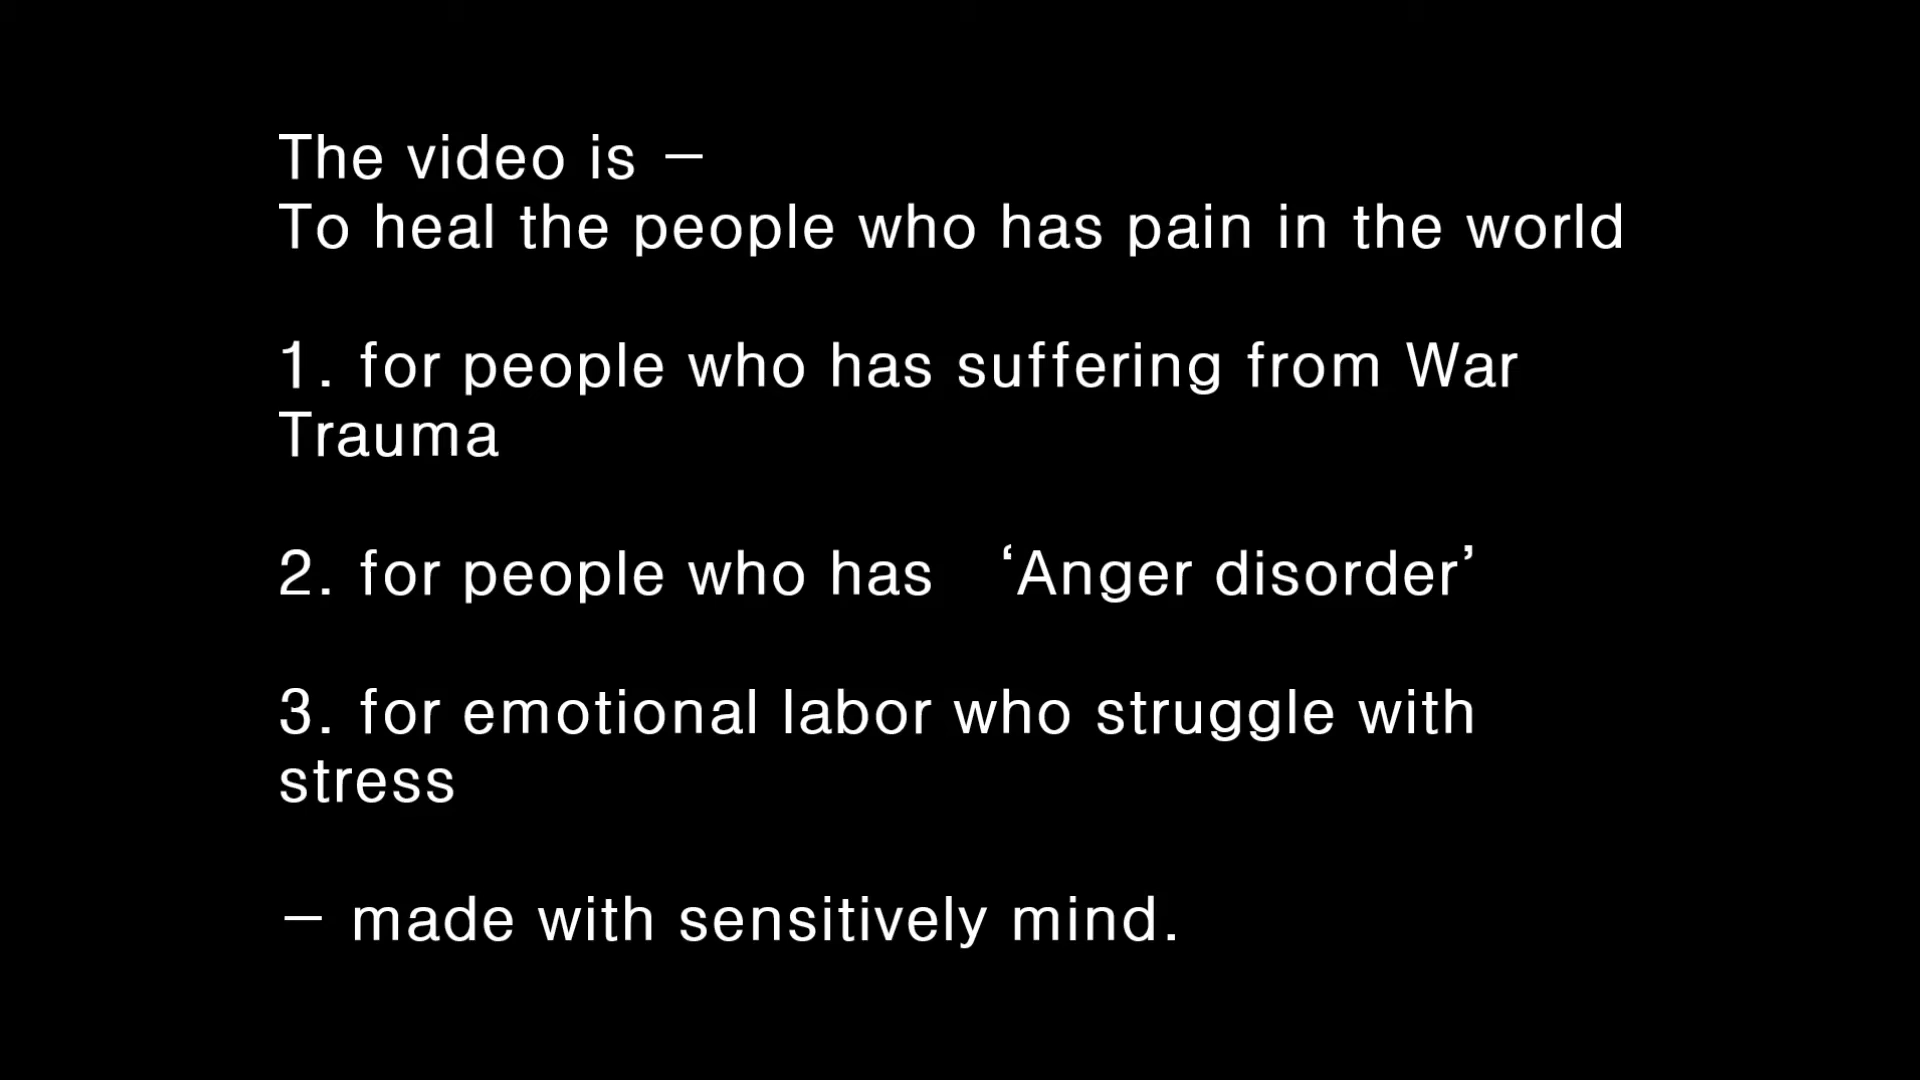 The video is –
To heal the people who has pain in the world
1. for people who has suffering from War
Trauma
2. for people who has ‘Anger disorder’
3. for emotional labor who struggle with
stress
– made with sensitively mind.